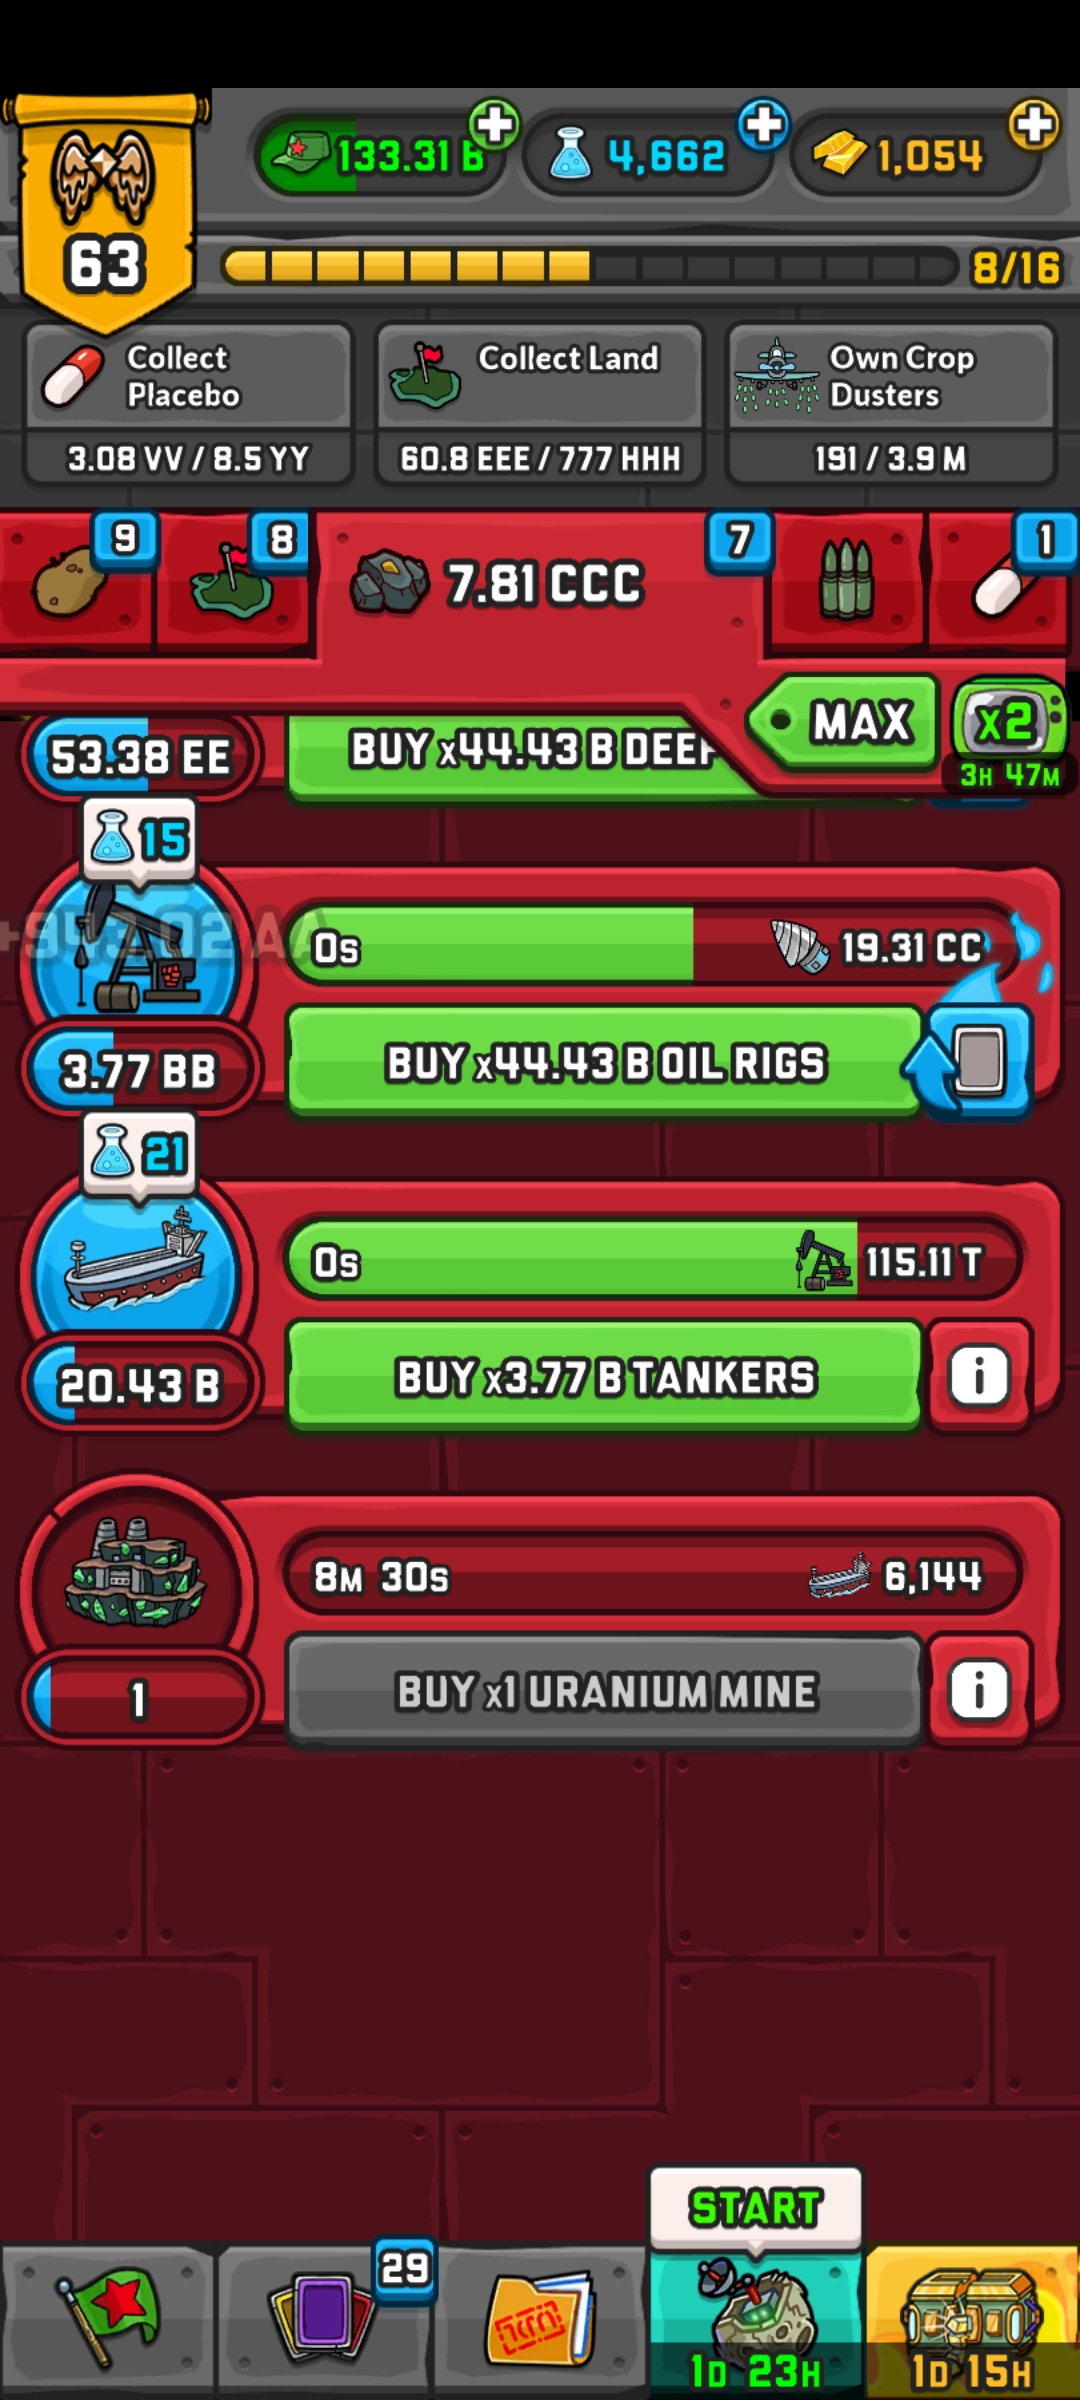 133.31 B
4,662
1,054
63
8/16
Collect Placebo
3.08 VV / 8.5 YY
Collect Land
60.8 EEE / 777 HHH
Own Crop Dusters
191 / 3.9 M
9
8
7.81 CCC
7
1
MAX
x2
3H 47M
53.38 EE
BUY x44.43 B DEEP
15
+943.02 AA
0s
19.31 CC
3.77 BB
BUY x44.43 B OIL RIGS
21
0s
115.11 T
20.43 B
BUY x3.77 B TANKERS
i
8M 30s
6,144
1
BUY x1 URANIUM MINE
i
START
29
1D 23H
1D 15H